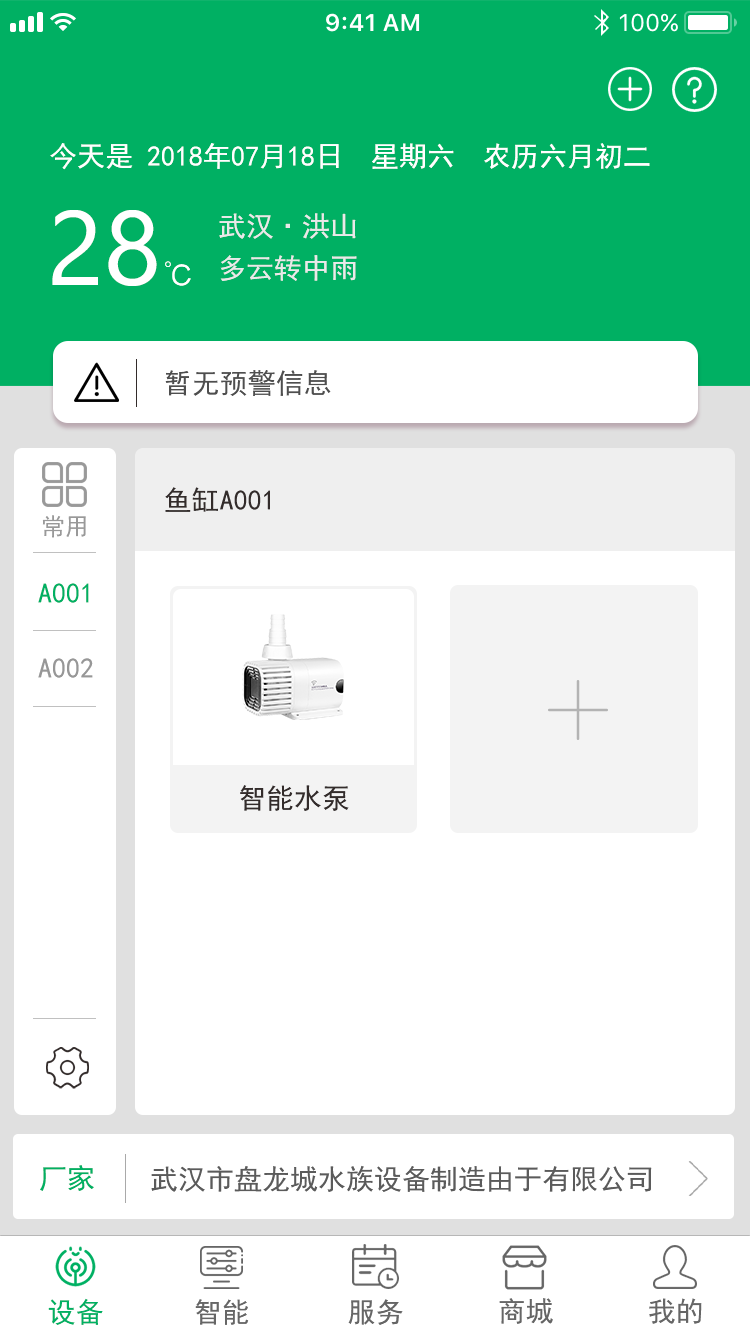 9:41 AM 100%
今天是 2018年07月18日 星期六 农历六月初二
28℃
武汉·洪山
多云转中雨
暂无预警信息
常用
A001
A002
鱼缸A001
智能水泵
厂家 武汉市盘龙城水族设备制造由于有限公司
设备 智能 服务 商城 我的